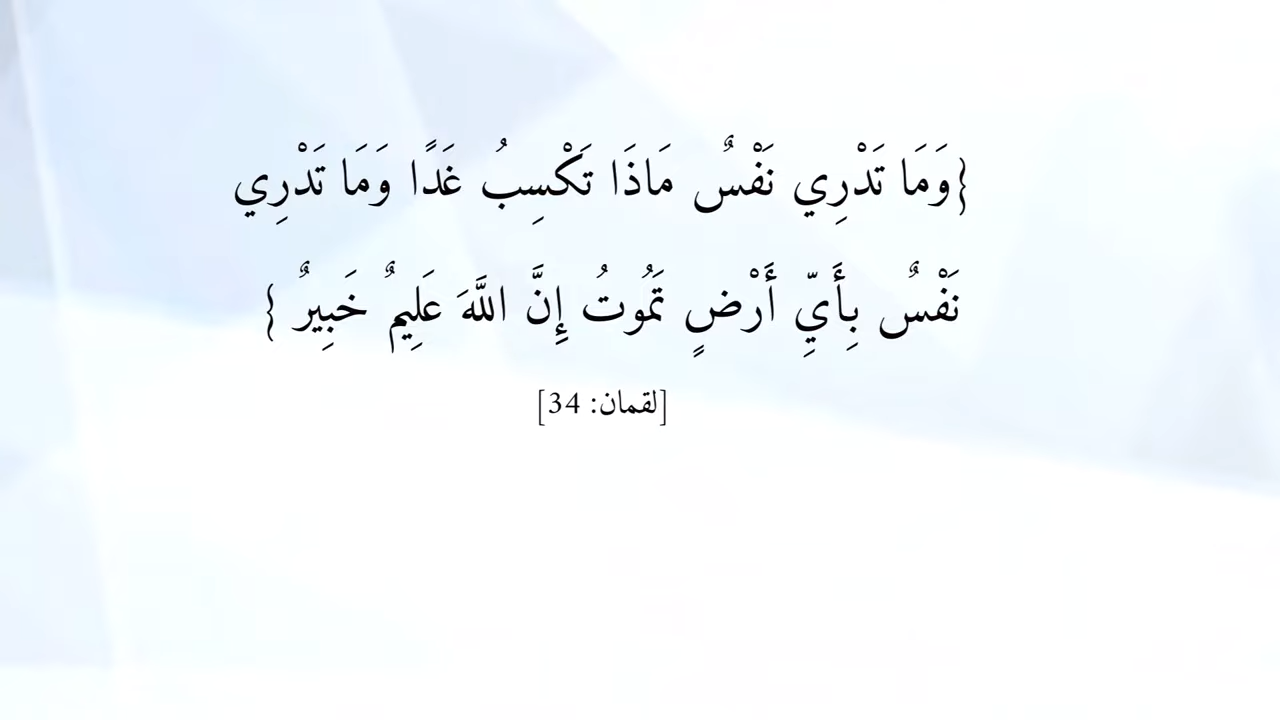 {وَمَا تَدْرِي نَفْسٌ مَاذَا تَكْسِبُ غَدًا وَمَا تَدْرِي
نَفْسٌ بِأَيِّ أَرْضٍ تَمُوتُ إِنَّ اللَّهَ عَلِيمٌ خَبِيرٌ }
[لقمان: 34]